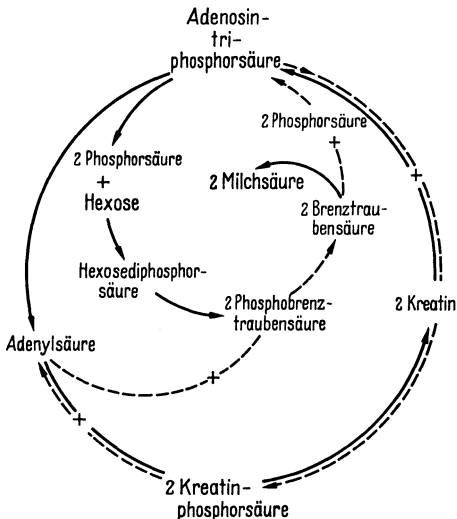 Adenosin-
tri-
phosphorsäure
2 Phosphorsäure
+
2 Phosphorsäure
+
Hexose
+
2 Milchsäure
2 Brenztrau-
bensäure
Hexosediphosphor-
säure
2 Phosphobrenz-
traubensäure
2 Kreatin
Adenylsäure
+
+
2 Kreatin-
phosphorsäure